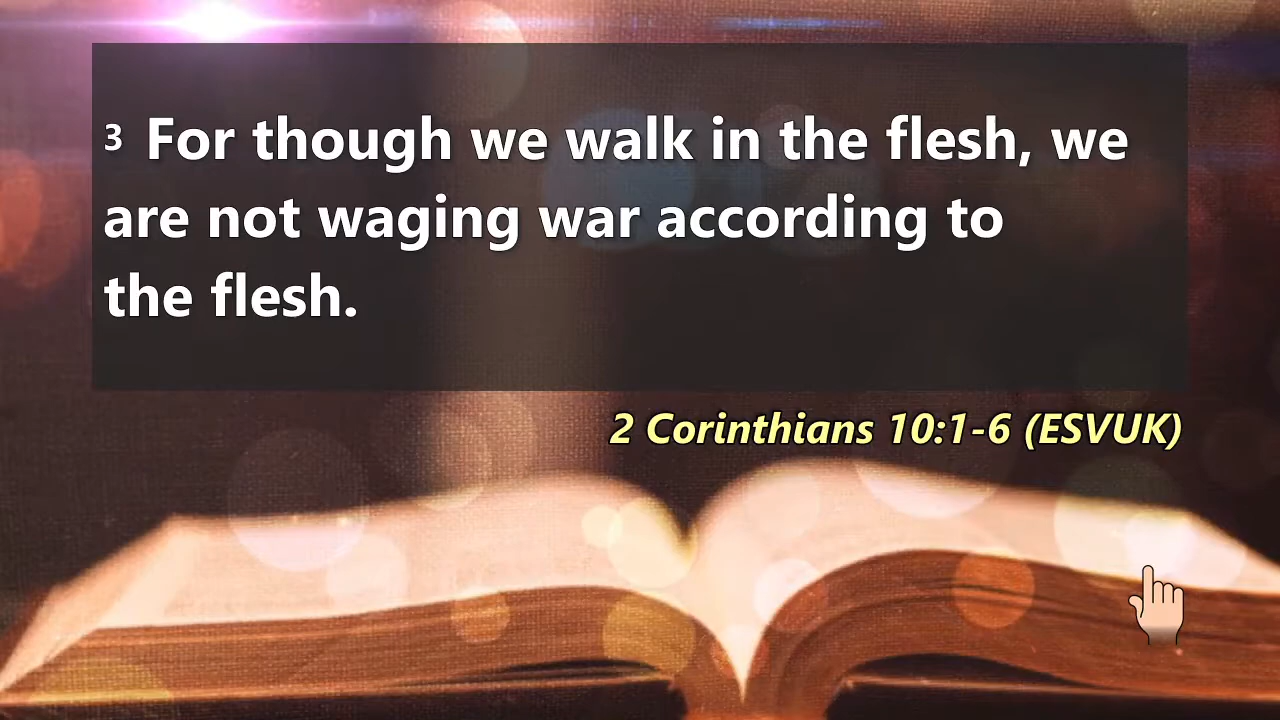 3 For though we walk in the flesh, we
are not waging war according to
the flesh.
2 Corinthians 10:1-6 (ESVUK)